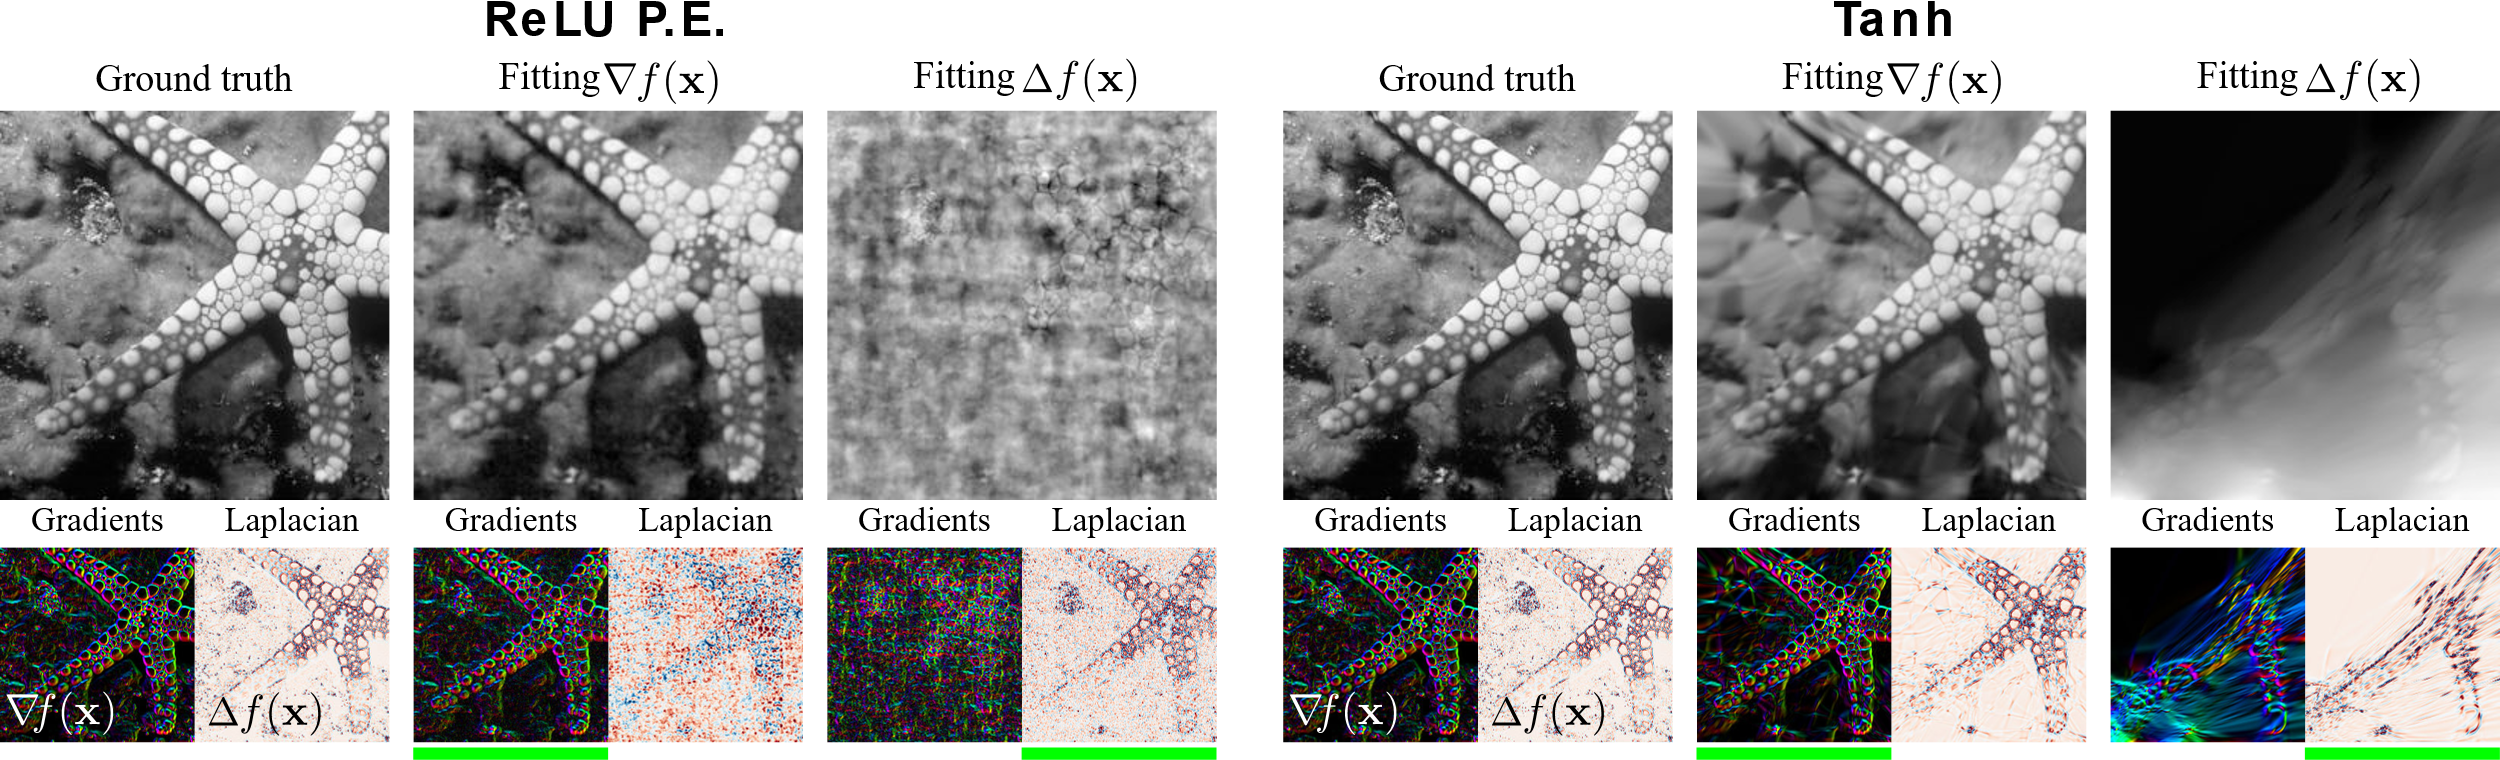 ReLU P.E.
Ground truth
Fitting ∇f(x)
Fitting Δf(x)
Gradients
Laplacian
Gradients
Laplacian
Gradients
Laplacian
∇f(x)
Δf(x)
Tanh
Ground truth
Fitting ∇f(x)
Fitting Δf(x)
Gradients
Laplacian
Gradients
Laplacian
Gradients
Laplacian
∇f(x)
Δf(x)